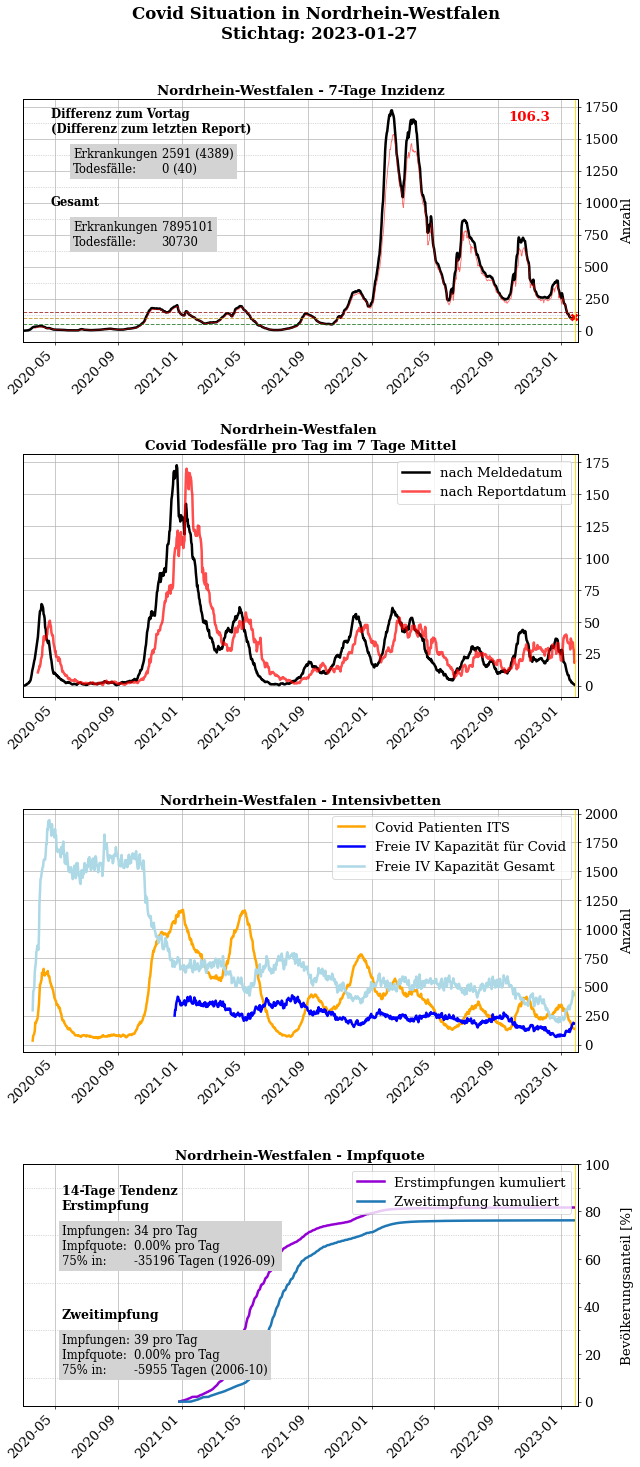 Covid Situation in Nordrhein-Westfalen
Stichtag: 2023-01-27
Nordrhein-Westfalen - 7-Tage Inzidenz
Differenz zum Vortag
(Differenz zum letzten Report)
Erkrankungen 2591 (4389)
Todesfälle: 0 (40)
Gesamt
Erkrankungen 7895101
Todesfälle: 30730
106.3
1750
1500
1250
1000
750
500
250
0
Anzahl
2020-05 2020-09 2021-01 2021-05 2021-09 2022-01 2022-05 2022-09 2023-01
Nordrhein-Westfalen
Covid Todesfälle pro Tag im 7 Tage Mittel
nach Meldedatum
nach Reportdatum
175
150
125
100
75
50
25
0
2020-05 2020-09 2021-01 2021-05 2021-09 2022-01 2022-05 2022-09 2023-01
Nordrhein-Westfalen - Intensivbetten
Covid Patienten ITS
Freie IV Kapazität für Covid
Freie IV Kapazität Gesamt
2000
1750
1500
1250
1000
750
500
250
0
Anzahl
2020-05 2020-09 2021-01 2021-05 2021-09 2022-01 2022-05 2022-09 2023-01
Nordrhein-Westfalen - Impfquote
Erstimpfungen kumuliert
Zweitimpfung kumuliert
14-Tage Tendenz
Erstimpfung
Impfungen: 34 pro Tag
Impfquote: 0.00% pro Tag
75% in: -35196 Tagen (1926-09)
Zweitimpfung
Impfungen: 39 pro Tag
Impfquote: 0.00% pro Tag
75% in: -5955 Tagen (2006-10)
100
80
60
40
20
0
Bevölkerungsanteil [%]
2020-05 2020-09 2021-01 2021-05 2021-09 2022-01 2022-05 2022-09 2023-01